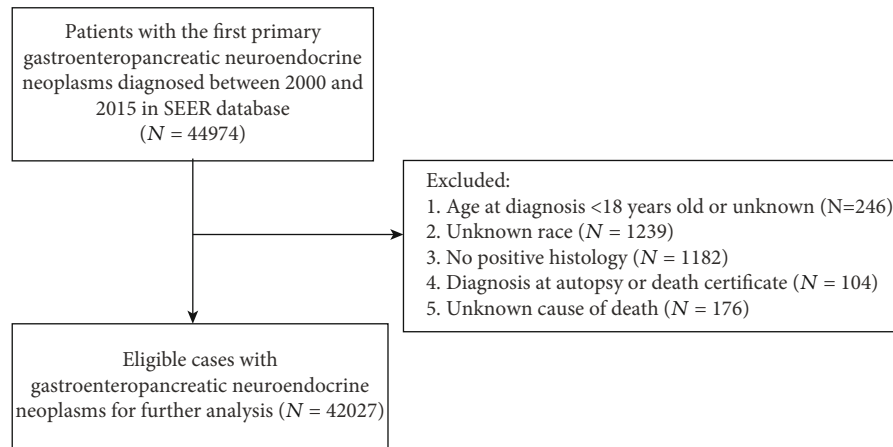 Patients with the first primary
gastroenteropancreatic neuroendocrine
neoplasms diagnosed between 2000 and
2015 in SEER database
(N = 44974)
Excluded:
1. Age at diagnosis <18 years old or unknown (N=246)
2. Unknown race (N = 1239)
3. No positive histology (N = 1182)
4. Diagnosis at autopsy or death certificate (N = 104)
5. Unknown cause of death (N = 176)
Eligible cases with
gastroenteropancreatic neuroendocrine
neoplasms for further analysis (N = 42027)